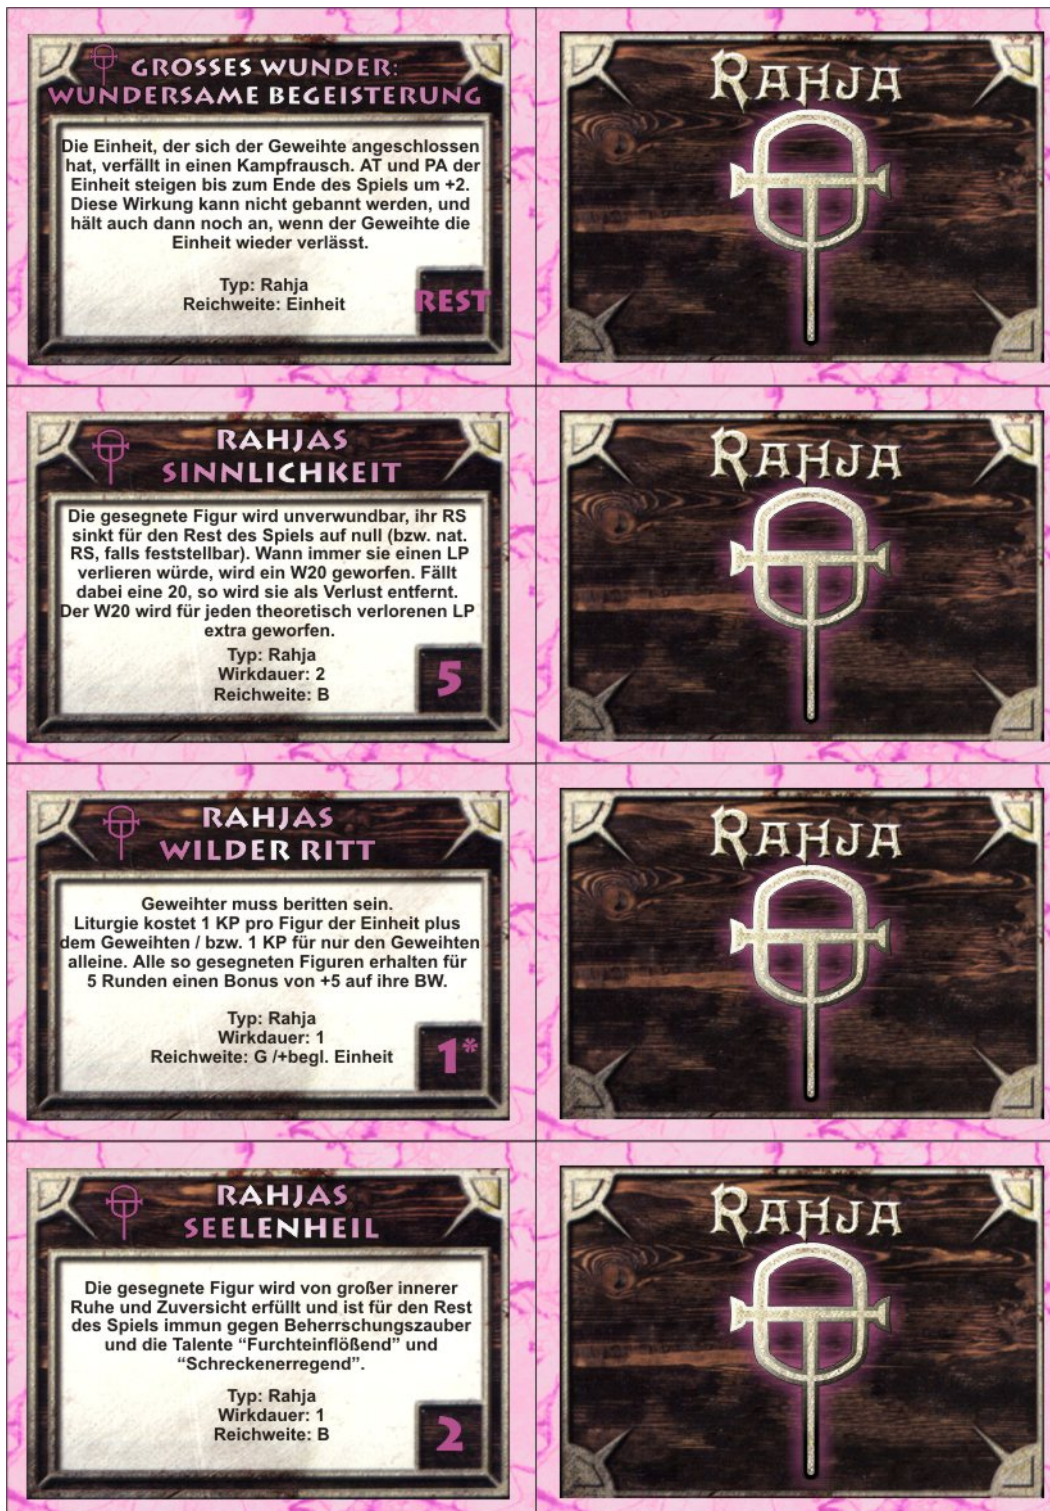 GROSSES WUNDER:
WUNDERSAME BEGEISTERUNG
Die Einheit, der sich der Geweihte angeschlossen
hat, verfällt in einen Kampfrausch. AT und PA der
Einheit steigen bis zum Ende des Spiels um +2.
Diese Wirkung kann nicht gebannt werden, und
hält auch dann noch an, wenn der Geweihte die
Einheit wieder verlässt.
Typ: Rahja
Reichweite: Einheit
REST
RAHJA
RAHJAS
SINNLICHKEIT
Die gesegnete Figur wird unverwundbar, ihr RS
sinkt für den Rest des Spiels auf null (bzw. nat.
RS, falls feststellbar). Wann immer sie einen LP
verlieren würde, wird ein W20 geworfen. Fällt
dabei eine 20, so wird sie als Verlust entfernt.
Der W20 wird für jeden theoretisch verlorenen LP
extra geworfen.
Typ: Rahja
Wirkdauer: 2
Reichweite: B
5
RAHJA
RAHJAS
WILDER RITT
Geweihter muss beritten sein.
Liturgie kostet 1 KP pro Figur der Einheit plus
dem Geweihten / bzw. 1 KP für nur den Geweihten
alleine. Alle so gesegneten Figuren erhalten für
5 Runden einen Bonus von +5 auf ihre BW.
Typ: Rahja
Wirkdauer: 1
Reichweite: G /+begl. Einheit
1*
RAHJA
RAHJAS
SEELENHEIL
Die gesegnete Figur wird von großer innerer
Ruhe und Zuversicht erfüllt und ist für den Rest
des Spiels immun gegen Beherrschungszauber
und die Talente “Furchteinflößend” und
“Schreckenerregend”.
Typ: Rahja
Wirkdauer: 1
Reichweite: B
2
RAHJA